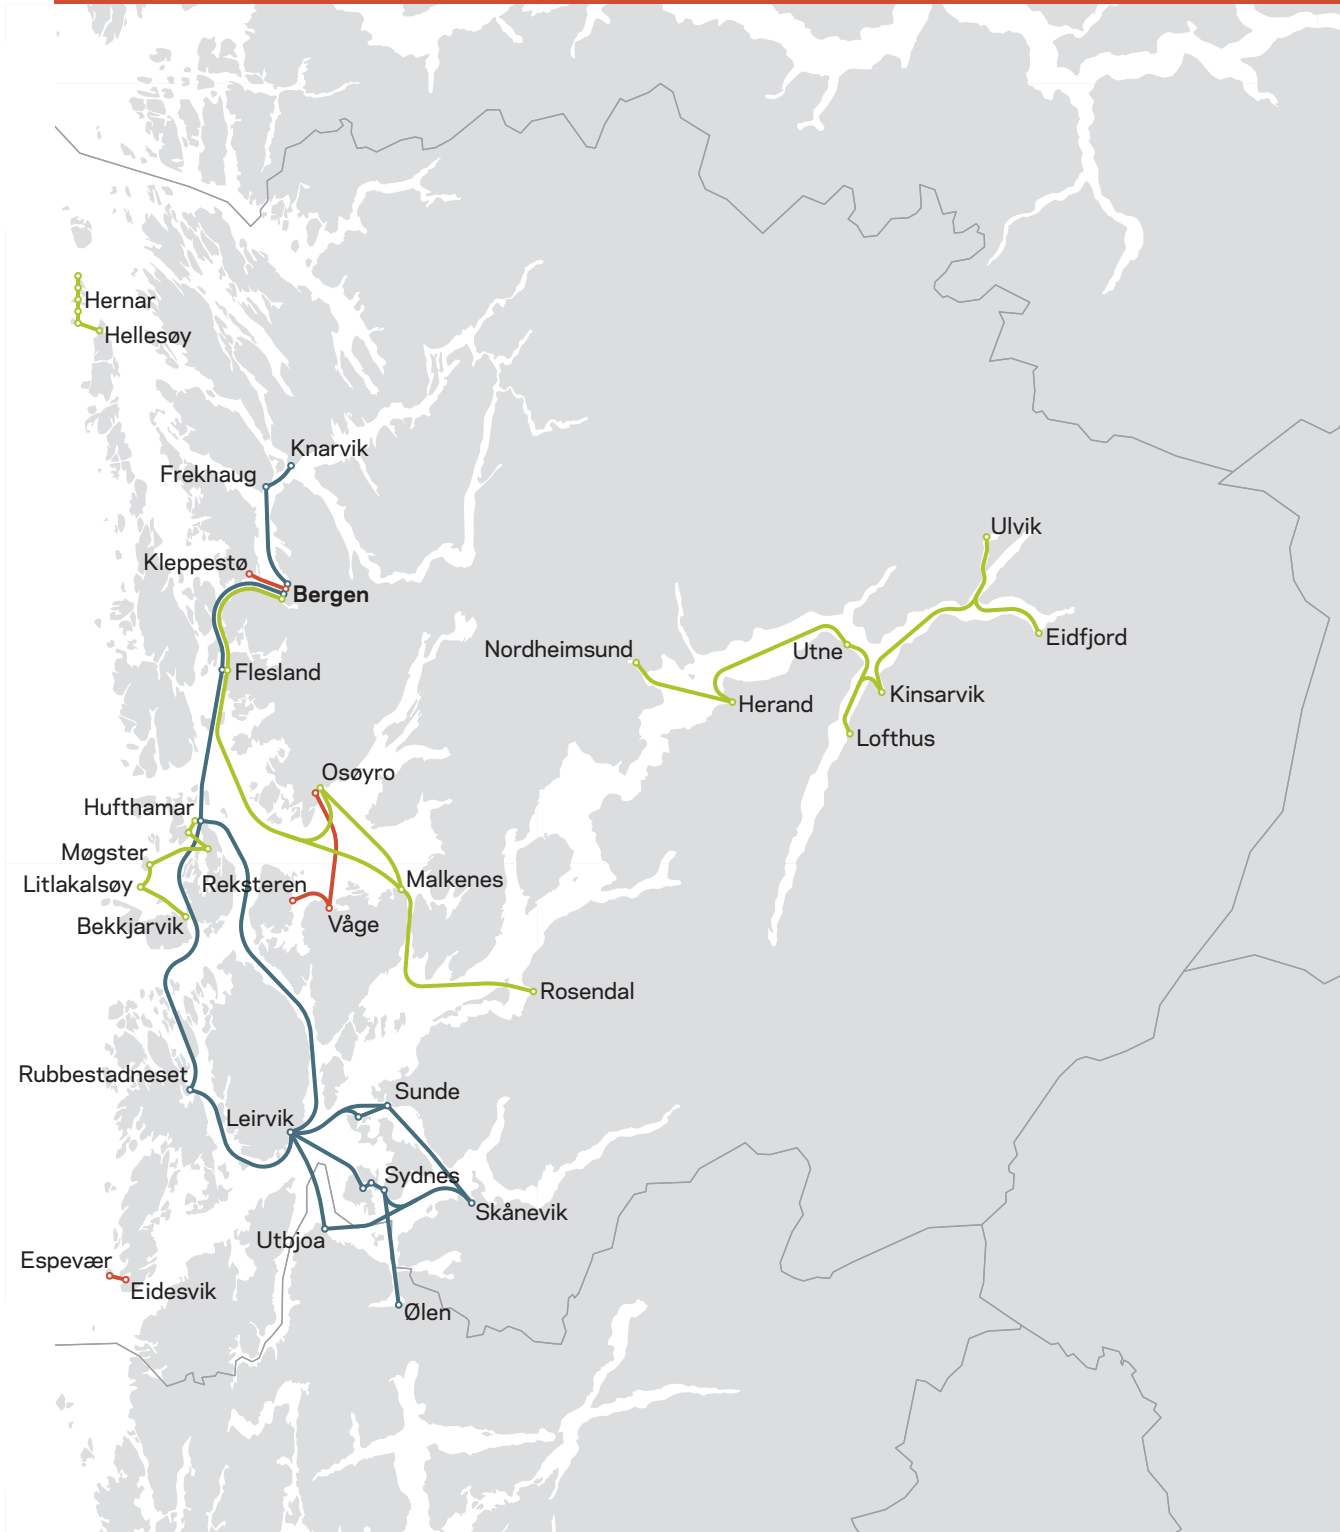 Hernar
Hellesøy
Knarvik
Frekhaug
Ulvik
Kleppestø
Bergen
Eidfjord
Nordheimsund
Utne
Flesland
Kinsarvik
Herand
Lofthus
Osøyro
Hufthamar
Møgster
Litlakalsøy
Reksteren
Malkenes
Bekkjarvik
Våge
Rosendal
Rubbestadneset
Sunde
Leirvik
Sydnes
Skånevik
Utbjoa
Espevær
Eidesvik
Ølen